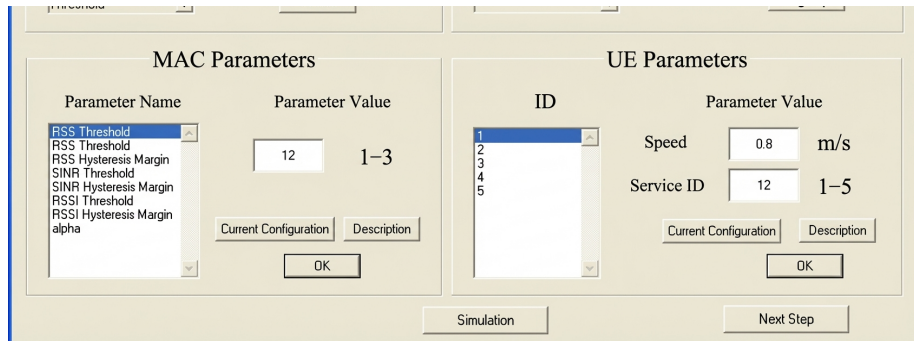 Threshold
MAC Parameters
Parameter Name
Parameter Value
RSS Threshold
RSS Threshold
RSS Hysteresis Margin
SINR Threshold
SINR Hysteresis Margin
RSSI Threshold
RSSI Hysteresis Margin
alpha
12
1−3
Current Configuration
Description
OK
UE Parameters
ID
Parameter Value
1
2
3
4
5
Speed
0.8
m/s
Service ID
12
1−5
Current Configuration
Description
OK
Simulation
Next Step